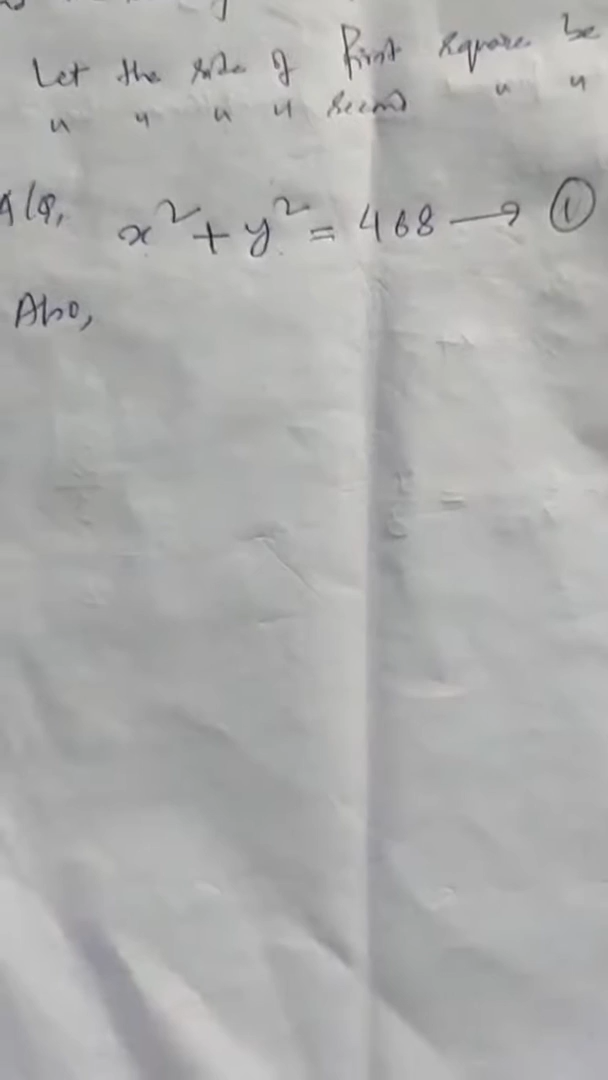 Let the side of first square be
" " " " second " "
A/Q, x² + y² = 468 → ①
Also,